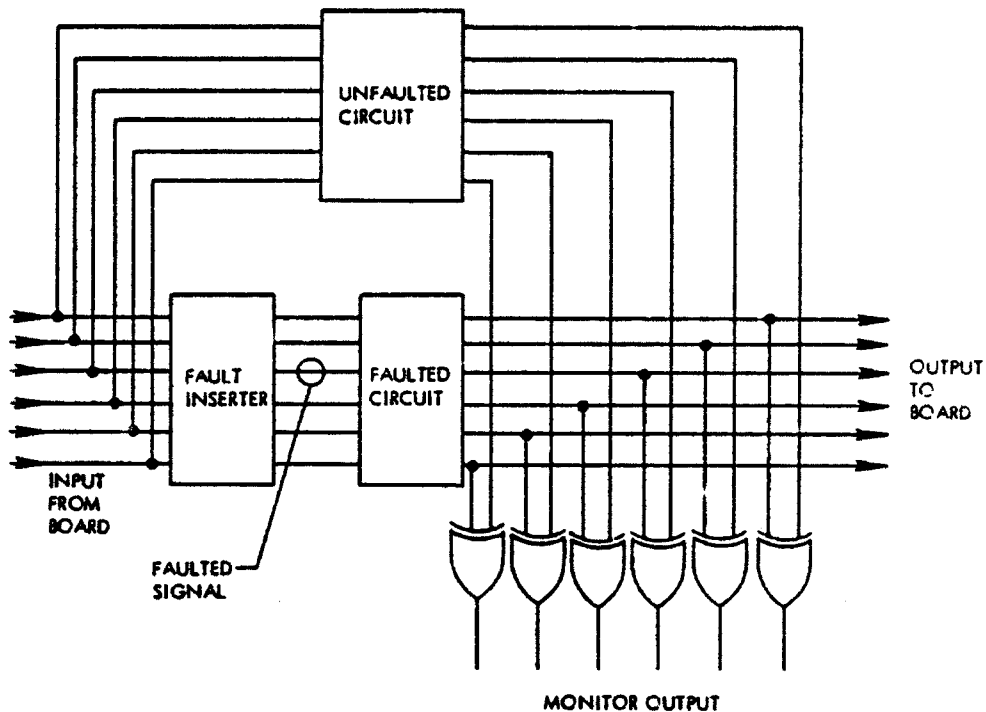 UNFAULTED
CIRCUIT
FAULT
INSERTER
FAULTED
CIRCUIT
OUTPUT
TO
BOARD
INPUT
FROM
BOARD
FAULTED
SIGNAL
MONITOR OUTPUT